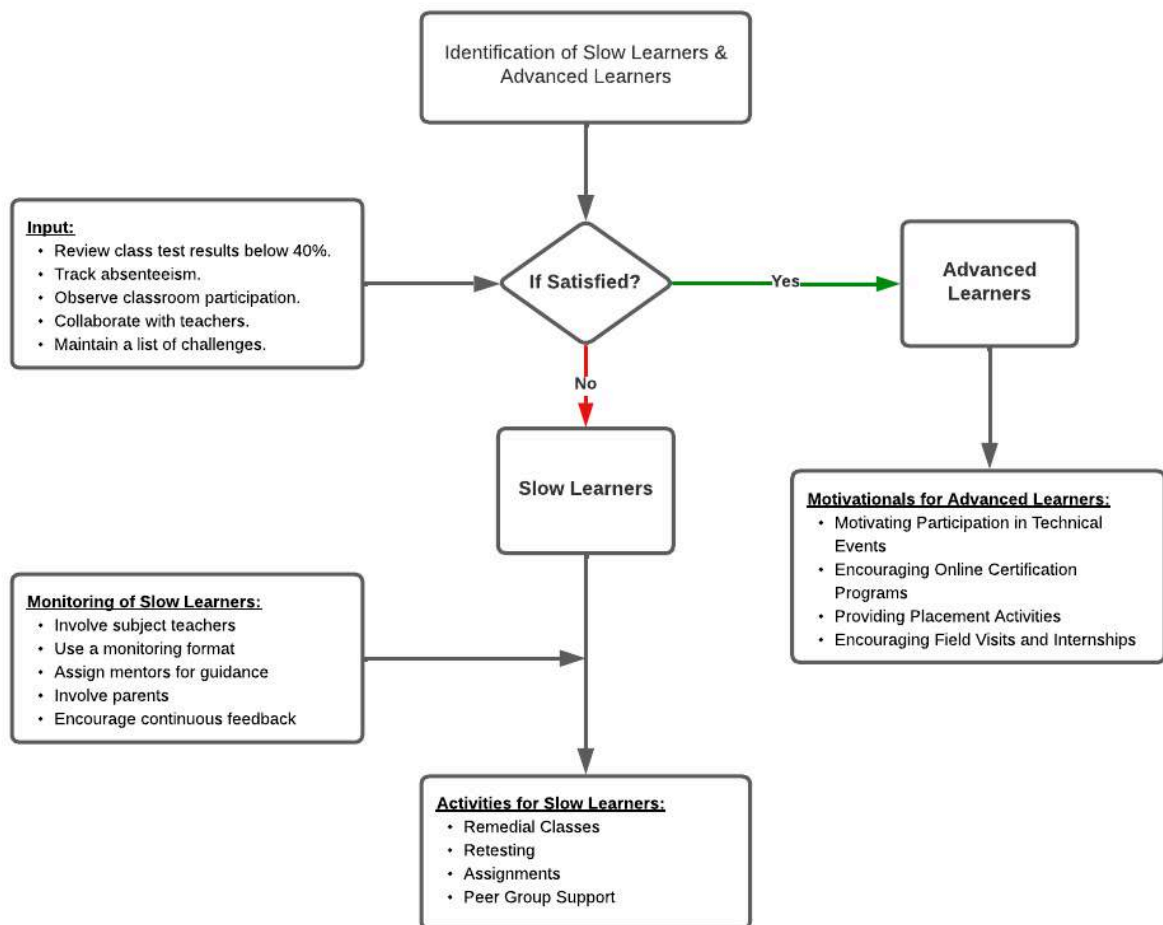 Identification of Slow Learners &
Advanced Learners
Input:
• Review class test results below 40%.
• Track absenteeism.
• Observe classroom participation.
• Collaborate with teachers.
• Maintain a list of challenges.
If Satisfied?
Yes
Advanced
Learners
No
Slow Learners
Motivationals for Advanced Learners:
• Motivating Participation in Technical
Events
• Encouraging Online Certification
Programs
• Providing Placement Activities
• Encouraging Field Visits and Internships
Monitoring of Slow Learners:
• Involve subject teachers
• Use a monitoring format
• Assign mentors for guidance
• Involve parents
• Encourage continuous feedback
Activities for Slow Learners:
• Remedial Classes
• Retesting
• Assignments
• Peer Group Support